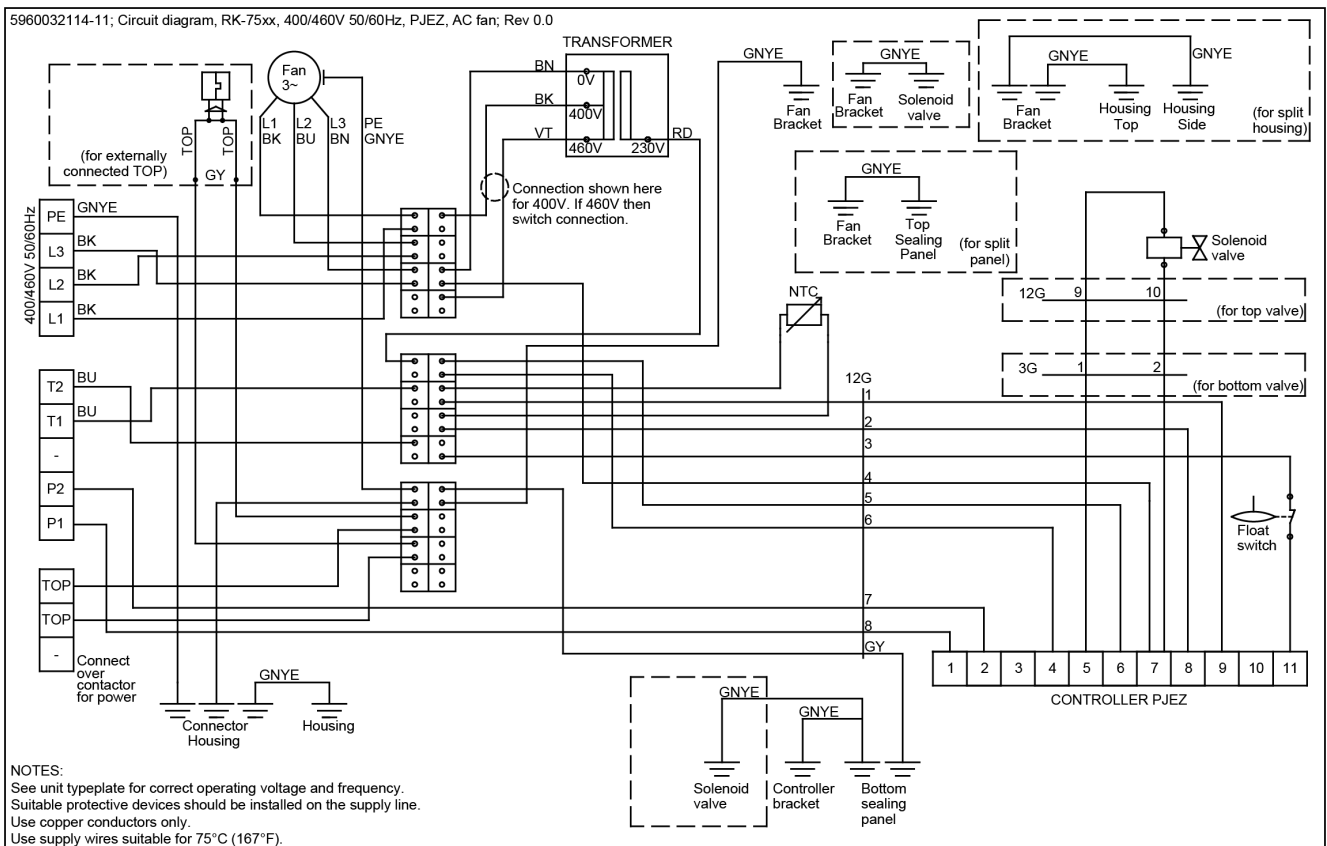 5960032114-11; Circuit diagram, RK-75xx, 400/460V 50/60Hz, PJEZ, AC fan; Rev 0.0
TRANSFORMER
BN
0V
BK
400V
VT
460V
230V
RD
Fan
3~
L1
BK
L2
BU
L3
BN
PE
GNYE
TOP
TOP
GY
(for externally
connected TOP)
Connection shown here
for 400V. If 460V then
switch connection.
GNYE
Fan
Bracket
GNYE
Fan
Bracket
Solenoid
valve
GNYE
GNYE
Fan
Bracket
Housing
Top
Housing
Side
(for split
housing)
GNYE
Fan
Bracket
Top
Sealing
Panel
(for split
panel)
Solenoid
valve
12G
9
10
(for top valve)
3G
1
2
(for bottom valve)
NTC
400/460V 50/60Hz
PE
GNYE
L3
BK
L2
BK
L1
BK
T2
BU
T1
BU
-
P2
P1
TOP
TOP
-
Connect
over
contactor
for power
12G
1
2
3
4
5
6
7
8
GY
Float
switch
1
2
3
4
5
6
7
8
9
10
11
CONTROLLER PJEZ
GNYE
Connector
Housing
Housing
GNYE
GNYE
Solenoid
valve
Controller
bracket
Bottom
sealing
panel
NOTES:
See unit typeplate for correct operating voltage and frequency.
Suitable protective devices should be installed on the supply line.
Use copper conductors only.
Use supply wires suitable for 75°C (167°F).